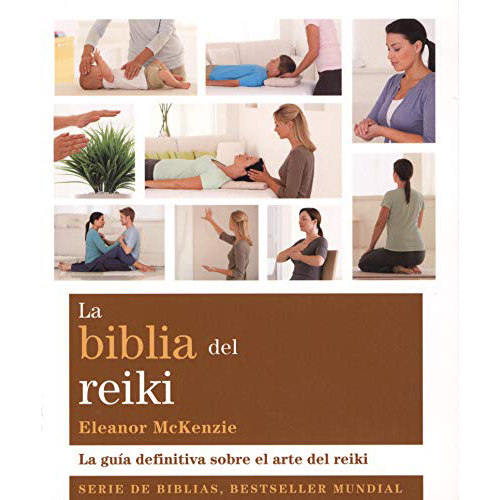 La
biblia del
reiki
Eleanor McKenzie
La guía definitiva sobre el arte del reiki
SERIE DE BIBLIAS, BESTSELLER MUNDIAL